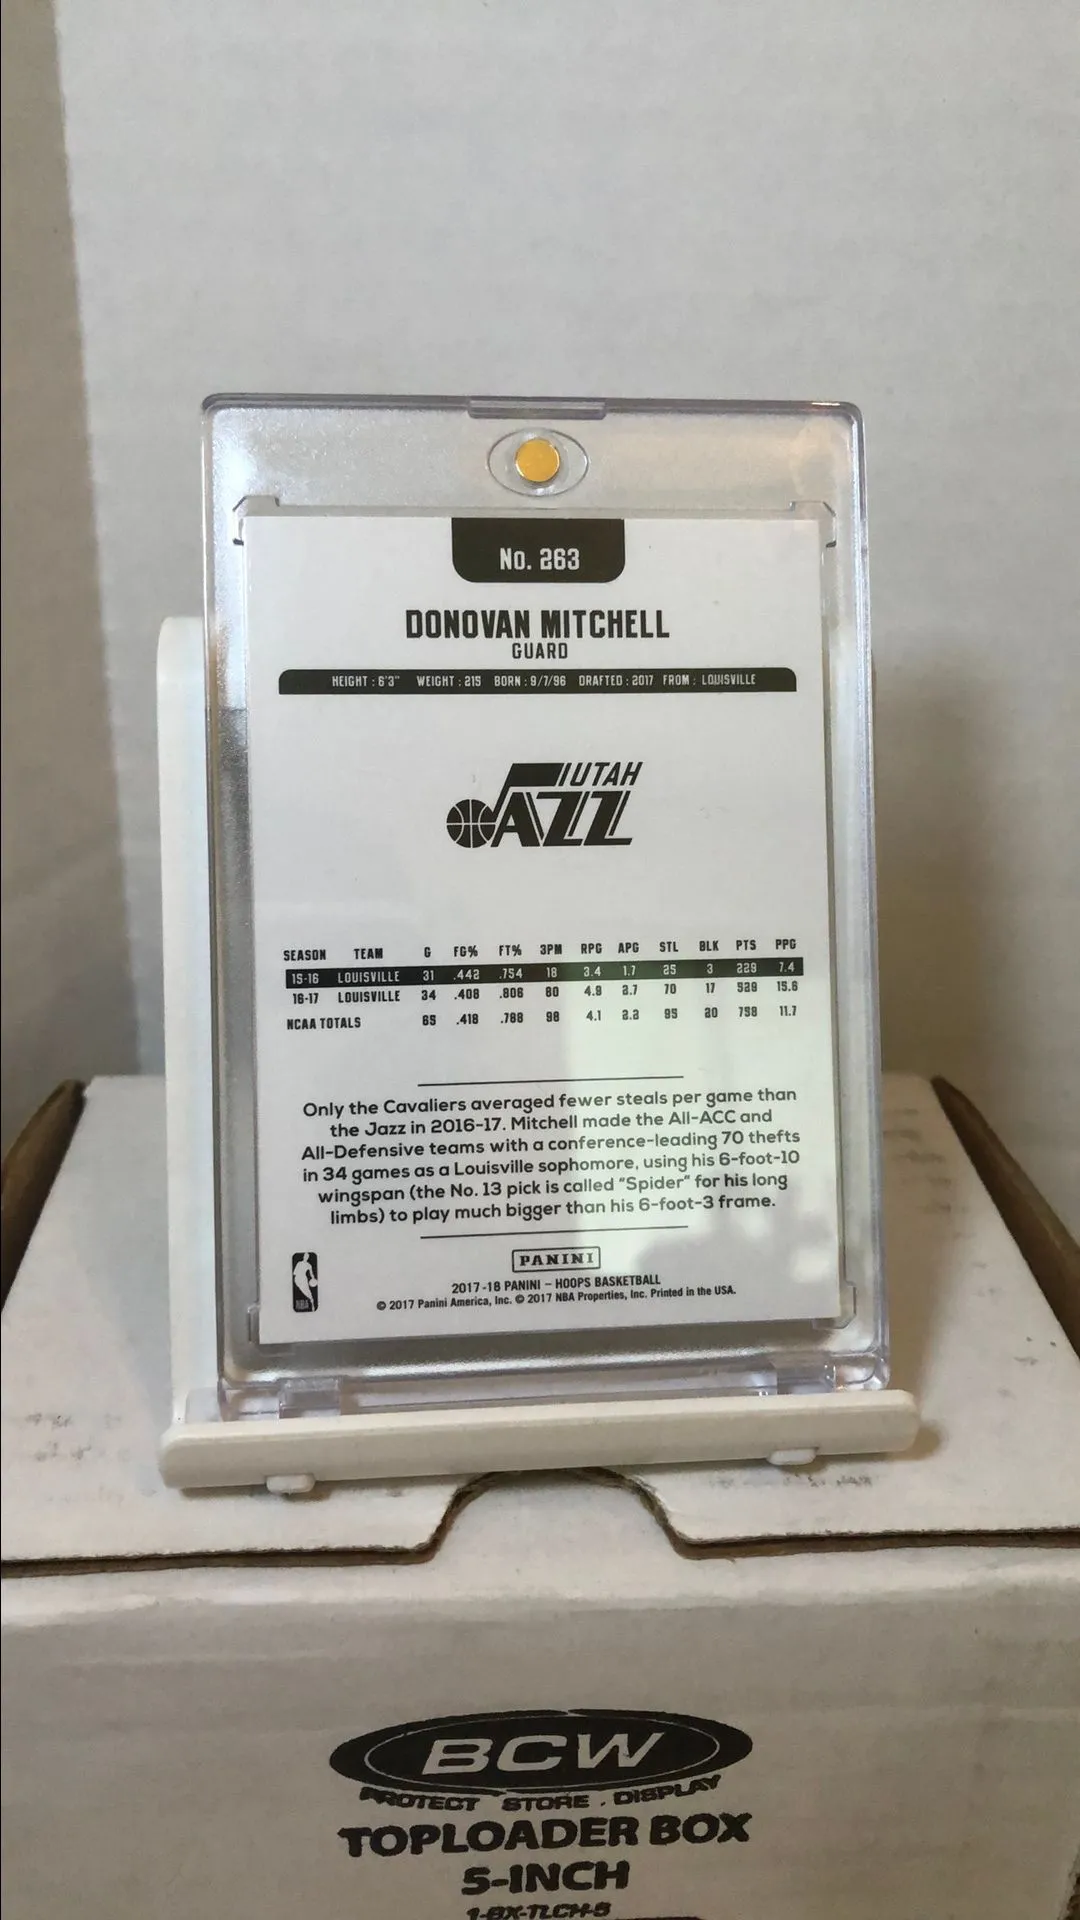 No. 263
DONOVAN MITCHELL
GUARD
HEIGHT : 6'3" WEIGHT : 215 BORN : 9/7/96 DRAFTED : 2017 FROM : LOUISVILLE
UTAH
JAZZ
SEASON TEAM G FG% FT% 3PM RPG APG STL BLK PTS PPG
15-16 LOUISVILLE 31 .442 .754 18 3.4 1.7 25 3 229 7.4
16-17 LOUISVILLE 34 .408 .806 80 4.9 2.7 70 17 529 15.6
NCAA TOTALS 65 .418 .788 98 4.1 2.2 95 20 758 11.7
Only the Cavaliers averaged fewer steals per game than
the Jazz in 2016-17. Mitchell made the All-ACC and
All-Defensive teams with a conference-leading 70 thefts
in 34 games as a Louisville sophomore, using his 6-foot-10
wingspan (the No. 13 pick is called "Spider" for his long
limbs) to play much bigger than his 6-foot-3 frame.
PANINI
NBA
2017-18 PANINI – HOOPS BASKETBALL
© 2017 Panini America, Inc. © 2017 NBA Properties, Inc. Printed in the USA.
BCW
PROTECT STORE . DISPLAY
TOPLOADER BOX
5-INCH
1-BX-TLCH-5